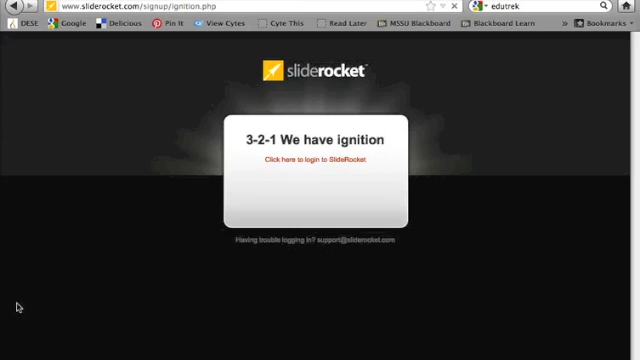 www.sliderocket.com/signup/ignition.php
edutrek
DESE Google Delicious Pin It View Cytes Cyte This Read Later MSSU Blackboard Blackboard Learn » Bookmarks
sliderocket
3-2-1 We have ignition
Click here to login to SlideRocket
Having trouble logging in? support@sliderocket.com